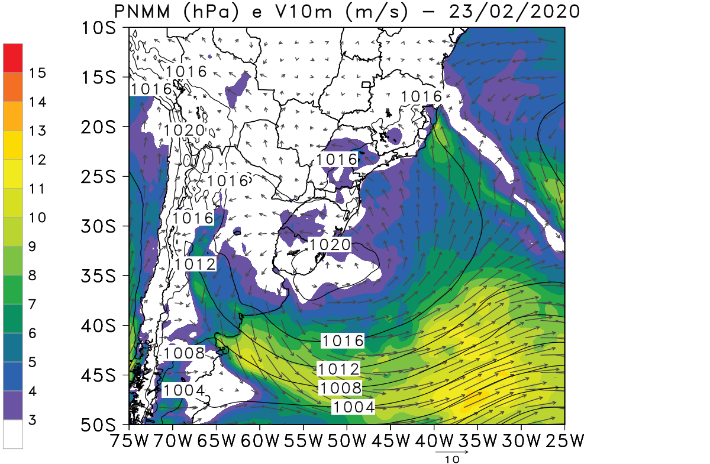 PNMM (hPa) e V10m (m/s) − 23/02/2020
10S
15S
20S
25S
30S
35S
40S
45S
50S
75W 70W 65W 60W 55W 50W 45W 40W 35W 30W 25W
15
14
13
12
11
10
9
8
7
6
5
4
3
1016
1016
1016
1020
1016
1016
1016
1020
1012
1016
1008
1012
1004
1008
1004
10